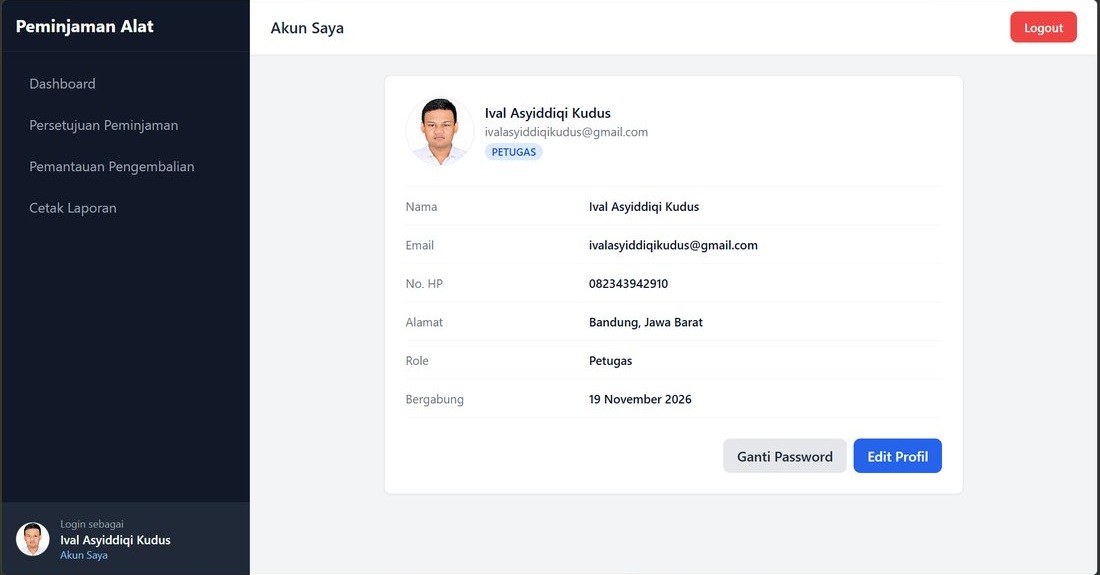 Peminjaman Alat
Dashboard
Persetujuan Peminjaman
Pemantauan Pengembalian
Cetak Laporan
Login sebagai
Ival Asyiddiqi Kudus
Akun Saya
Akun Saya
Logout
Ival Asyiddiqi Kudus
ivalasyiddiqikudus@gmail.com
PETUGAS
Nama Ival Asyiddiqi Kudus
Email ivalasyiddiqikudus@gmail.com
No. HP 082343942910
Alamat Bandung, Jawa Barat
Role Petugas
Bergabung 19 November 2026
Ganti Password Edit Profil